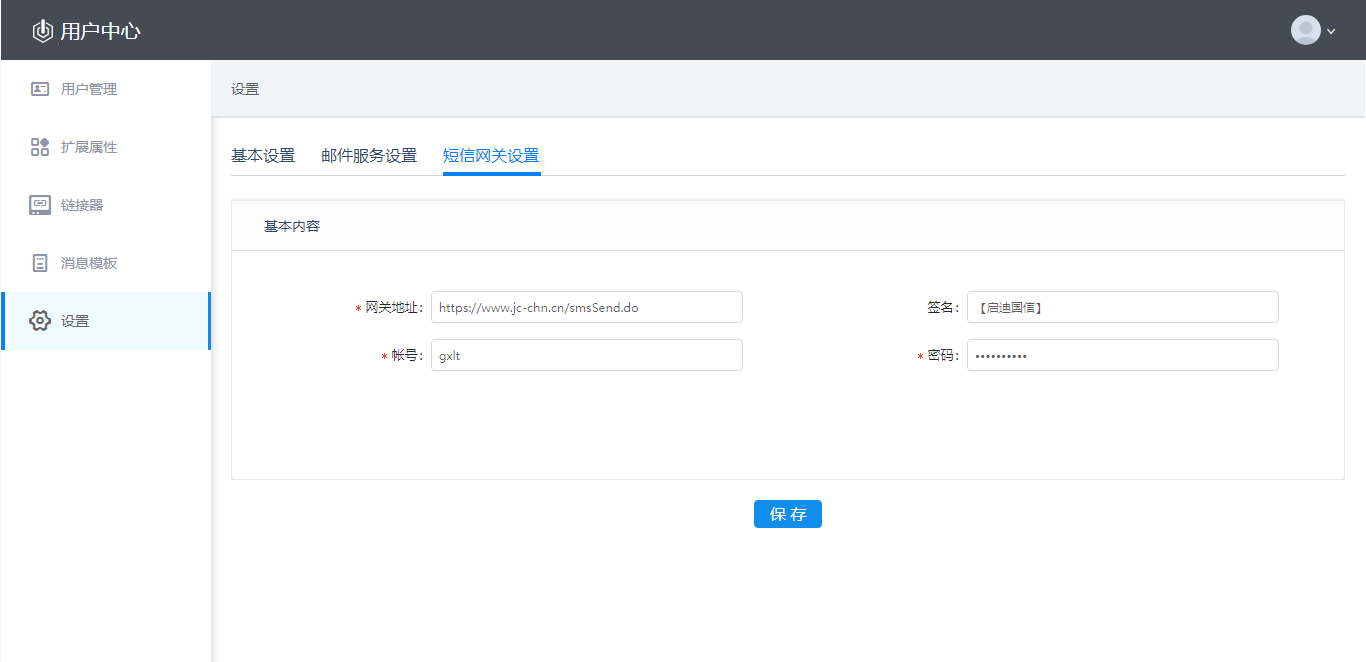 用户中心
用户管理
扩展属性
链接器
消息模板
设置
设置
基本设置 邮件服务设置 短信网关设置
基本内容
* 网关地址: https://www.jc-chn.cn/smsSend.do 签名: 【启迪国信】
* 帐号: gxlt * 密码: ••••••••••
保 存